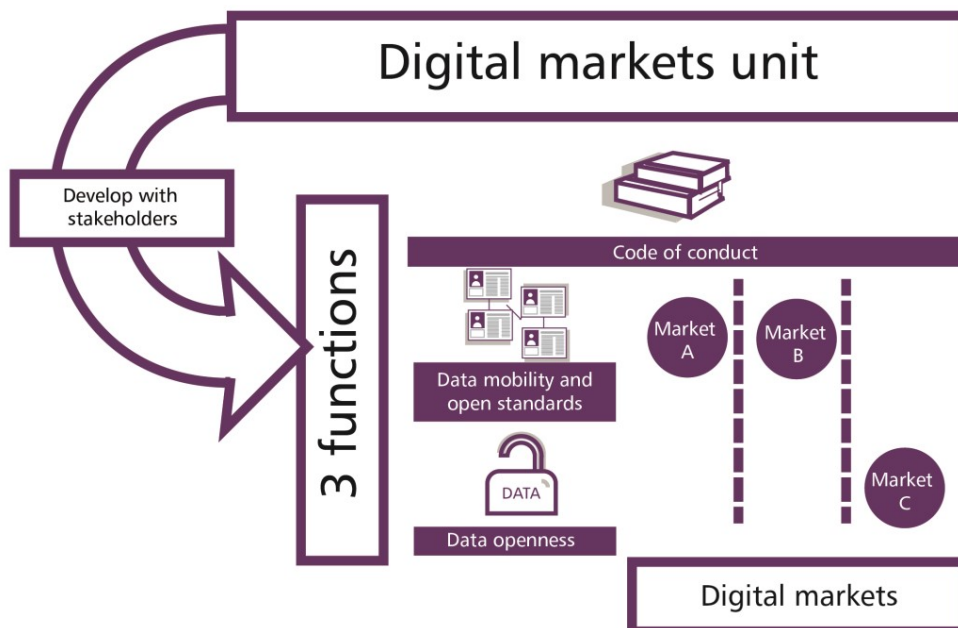 Digital markets unit
Develop with
stakeholders
3 functions
Code of conduct
Data mobility and
open standards
DATA
Data openness
Market
A
Market
B
Market
C
Digital markets